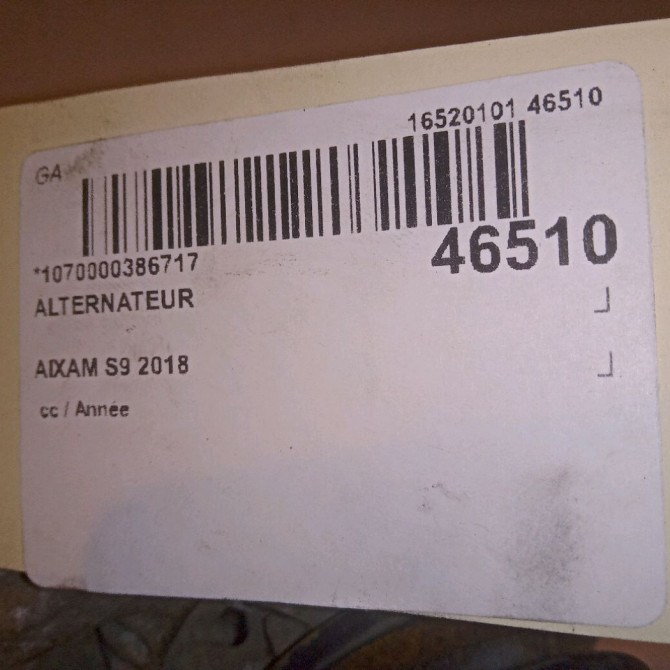 16520101 46510
GA
46510
*1070000386717
ALTERNATEUR
AIXAM S9 2018
cc / Année